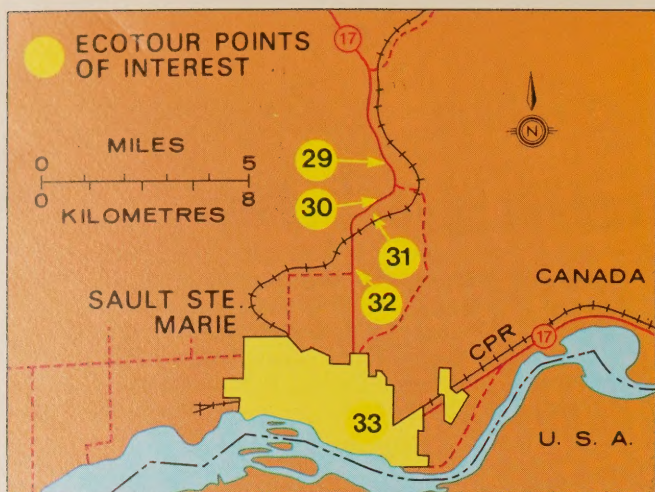 ECOTOUR POINTS
OF INTEREST
17
MILES
0 5
0 8
KILOMETRES
29
30
31
32
N
SAULT STE.
MARIE
CANADA
CPR
17
33
U. S. A.